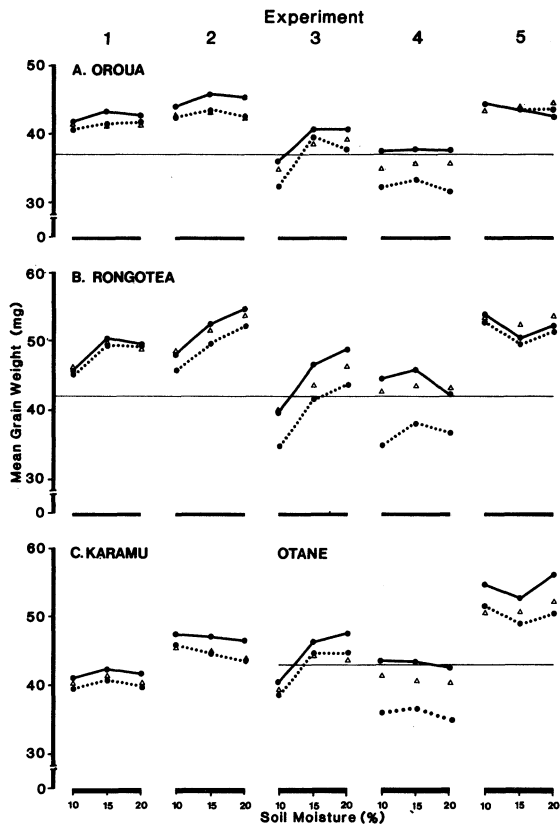 Experiment
1 2 3 4 5
A. OROUA
50
40
30
0
B. RONGOTEA
60
50
40
30
0
Mean Grain Weight (mg)
C. KARAMU OTANE
60
50
40
30
0
10 15 20 10 15 20 10 15 20 10 15 20 10 15 20
Soil Moisture (%)